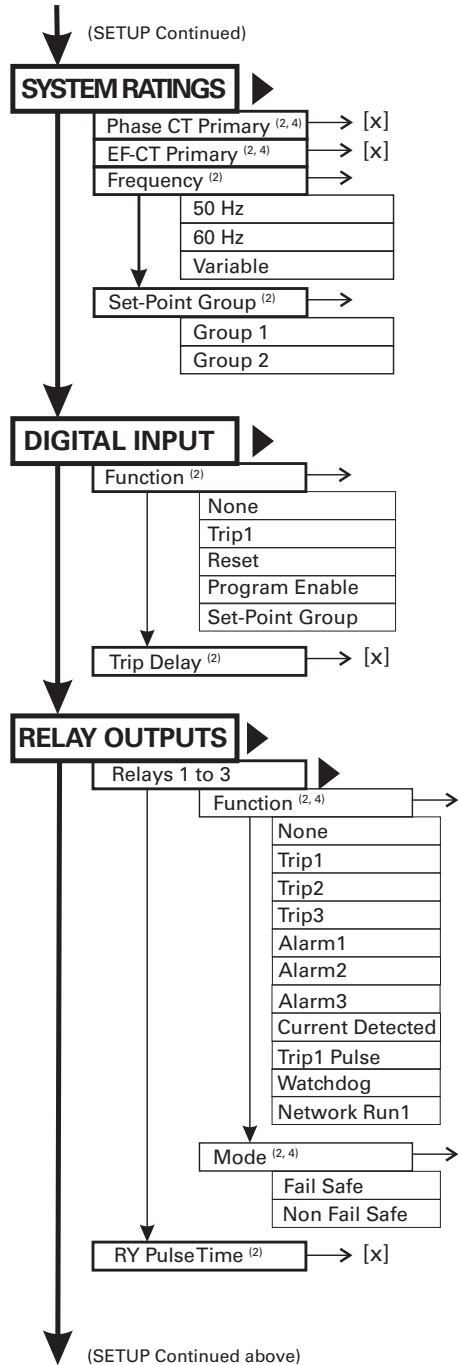 (SETUP Continued)
SYSTEM RATINGS
Phase CT Primary (2, 4) [x]
EF-CT Primary (2, 4) [x]
Frequency (2)
50 Hz
60 Hz
Variable
Set-Point Group (2)
Group 1
Group 2
DIGITAL INPUT
Function (2)
None
Trip1
Reset
Program Enable
Set-Point Group
Trip Delay (2) [x]
RELAY OUTPUTS
Relays 1 to 3
Function (2, 4)
None
Trip1
Trip2
Trip3
Alarm1
Alarm2
Alarm3
Current Detected
Trip1 Pulse
Watchdog
Network Run1
Mode (2, 4)
Fail Safe
Non Fail Safe
RY Pulse Time (2) [x]
(SETUP Continued above)